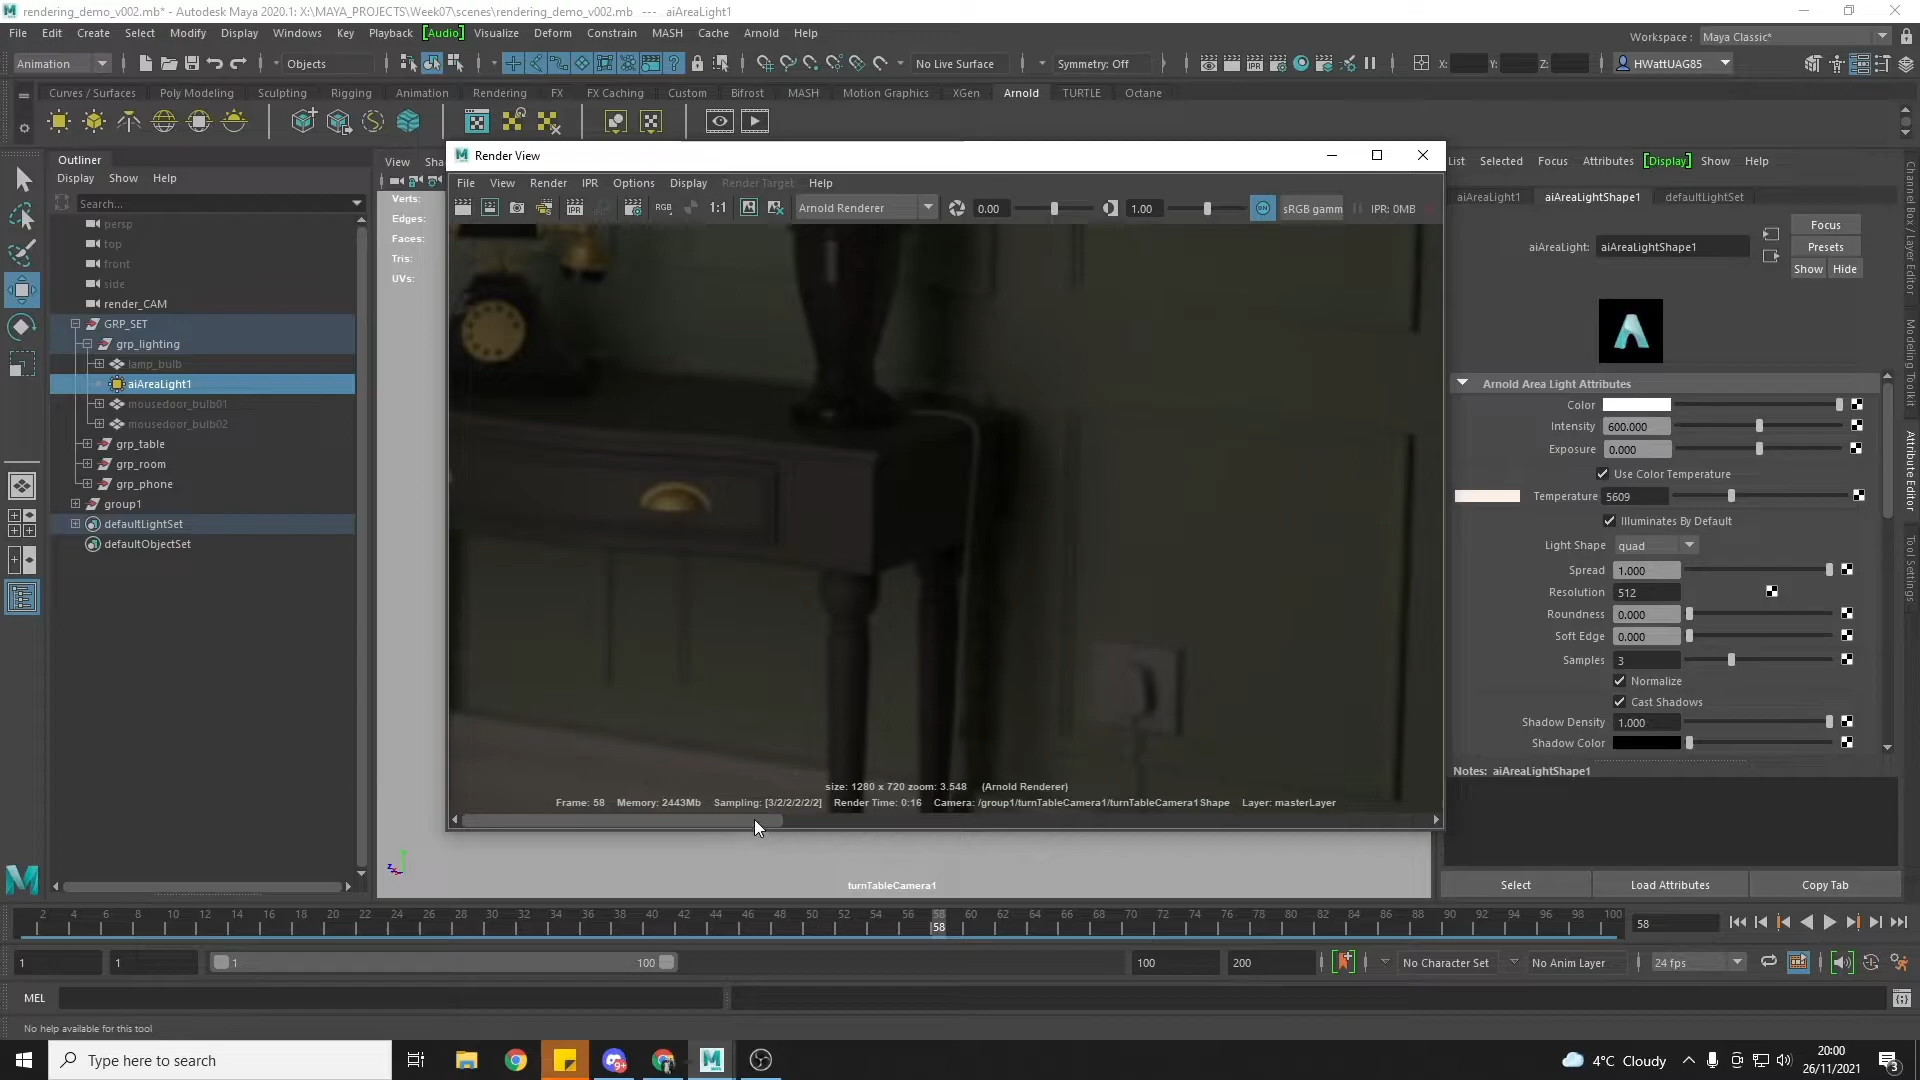 rendering_demo_v002.mb* - Autodesk Maya 2020.1: X:\MAYA_PROJECTS\Week07\scenes\rendering_demo_v002.mb --- aiAreaLight1
File Edit Create Select Modify Display Windows Key Playback [Audio] Visualize Deform Constrain MASH Cache Arnold Help
Workspace : Maya Classic*
Animation Objects No Live Surface Symmetry: Off X: Y: Z: HWattUAG85
Curves / Surfaces Poly Modeling Sculpting Rigging Animation Rendering FX FX Caching Custom Bifrost MASH Motion Graphics XGen Arnold TURTLE Octane
Outliner
Display Show Help
Search...
persp
top
front
side
render_CAM
GRP_SET
grp_lighting
lamp_bulb
aiAreaLight1
mousedoor_bulb01
mousedoor_bulb02
grp_table
grp_room
grp_phone
group1
defaultLightSet
defaultObjectSet
View Sha
Verts:
Edges:
Faces:
Tris:
UVs:
Render View
File View Render IPR Options Display Render Target Help
IPR RGB 1:1 Arnold Renderer 0.00 1.00 ON sRGB gamm IPR: 0MB
size: 1280 x 720 zoom: 3.548 (Arnold Renderer)
Frame: 58 Memory: 2443Mb Sampling: [3/2/2/2/2/2] Render Time: 0:16 Camera: /group1/turnTableCamera1/turnTableCamera1Shape Layer: masterLayer
turnTableCamera1
List Selected Focus Attributes [Display] Show Help
aiAreaLight1 aiAreaLightShape1 defaultLightSet
aiAreaLight: aiAreaLightShape1
Focus
Presets
Show Hide
Arnold Area Light Attributes
Color
Intensity 600.000
Exposure 0.000
Use Color Temperature
Temperature 5609
Illuminates By Default
Light Shape quad
Spread 1.000
Resolution 512
Roundness 0.000
Soft Edge 0.000
Samples 3
Normalize
Cast Shadows
Shadow Density 1.000
Shadow Color
Notes: aiAreaLightShape1
Select Load Attributes Copy Tab
Channel Box / Layer Editor
Modeling Toolkit
Attribute Editor
Tool Settings
2 4 6 8 10 12 14 16 18 20 22 24 26 28 30 32 34 36 38 40 42 44 46 48 50 52 54 56 58 60 62 64 66 68 70 72 74 76 78 80 82 84 86 88 90 92 94 96 98 100
58 58
1 1 1 100 100 200 No Character Set No Anim Layer 24 fps
MEL
No help available for this tool
Type here to search
4°C Cloudy
20:00
26/11/2021
3